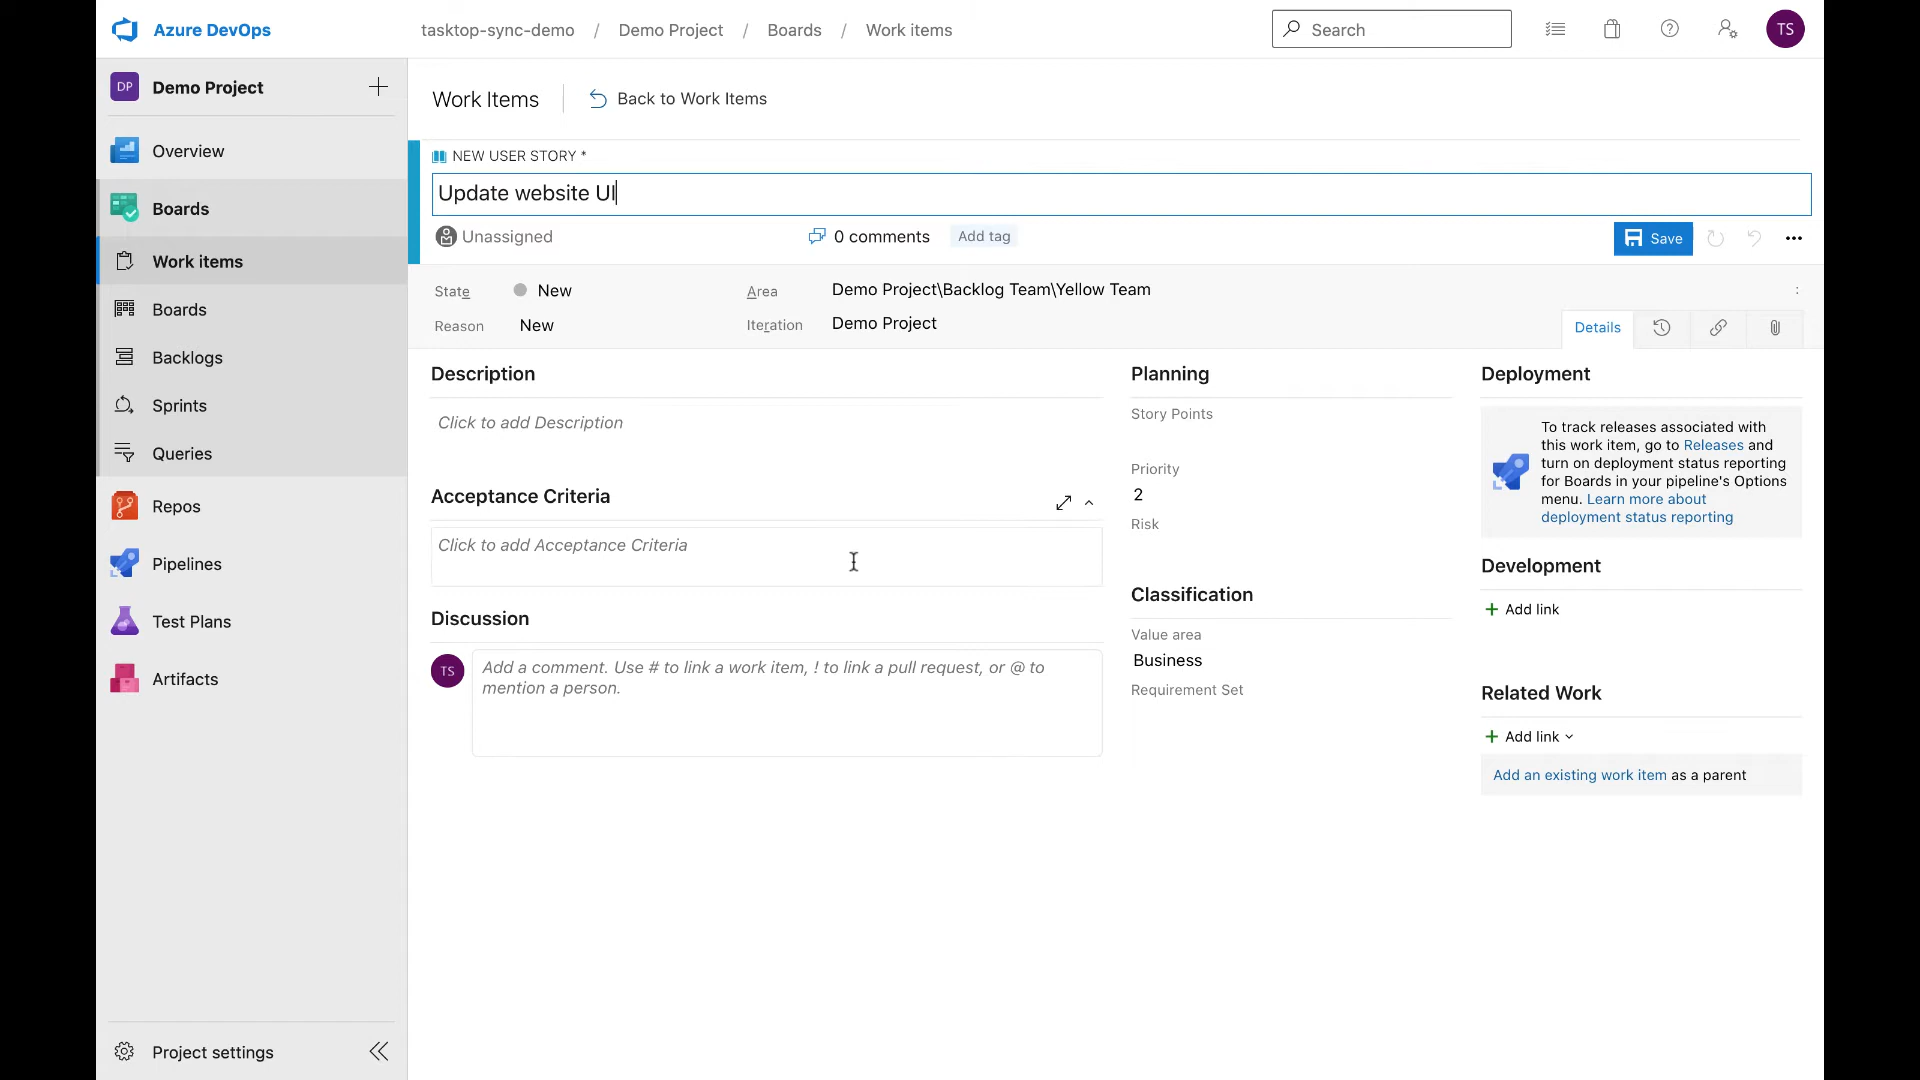 Azure DevOps
tasktop-sync-demo / Demo Project / Boards / Work items
Search
TS
DP Demo Project
Overview
Boards
Work items
Boards
Backlogs
Sprints
Queries
Repos
Pipelines
Test Plans
Artifacts
Project settings
Work Items
Back to Work Items
NEW USER STORY *
Update website UI
Unassigned
0 comments
Add tag
Save
State
New
Area
Demo Project\Backlog Team\Yellow Team
Reason
New
Iteration
Demo Project
Details
Description
Click to add Description
Acceptance Criteria
Click to add Acceptance Criteria
Discussion
TS
Add a comment. Use # to link a work item, ! to link a pull request, or @ to
mention a person.
Planning
Story Points
Priority
2
Risk
Classification
Value area
Business
Requirement Set
Deployment
To track releases associated with
this work item, go to Releases and
turn on deployment status reporting
for Boards in your pipeline's Options
menu. Learn more about
deployment status reporting
Development
+ Add link
Related Work
+ Add link
Add an existing work item as a parent